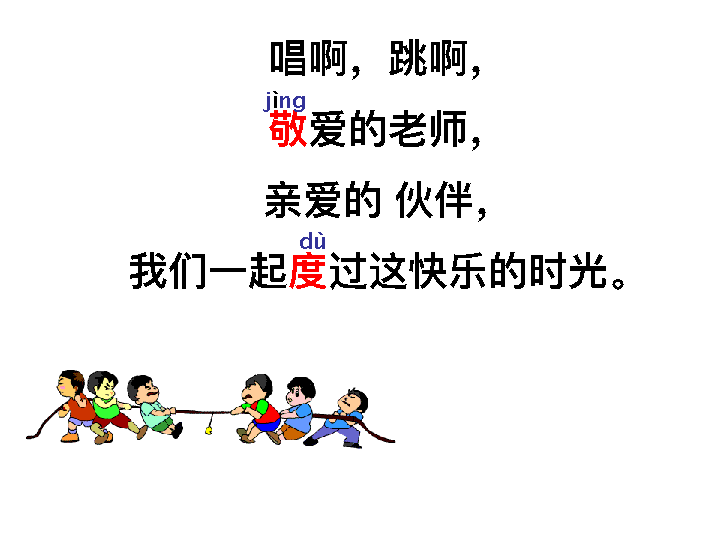 唱啊，跳啊，
jìng
敬爱的老师，
亲爱的 伙伴，
dù
我们一起度过这快乐的时光。